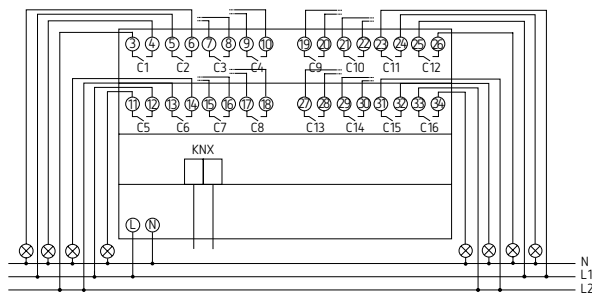 3 4 5 6 7 8 9 10 19 20 21 22 23 24 25 26
C1 C2 C3 C4 C9 C10 C11 C12
11 12 13 14 15 16 17 18 27 28 29 30 31 32 33 34
C5 C6 C7 C8 C13 C14 C15 C16
KNX
L N
N
L1
L2